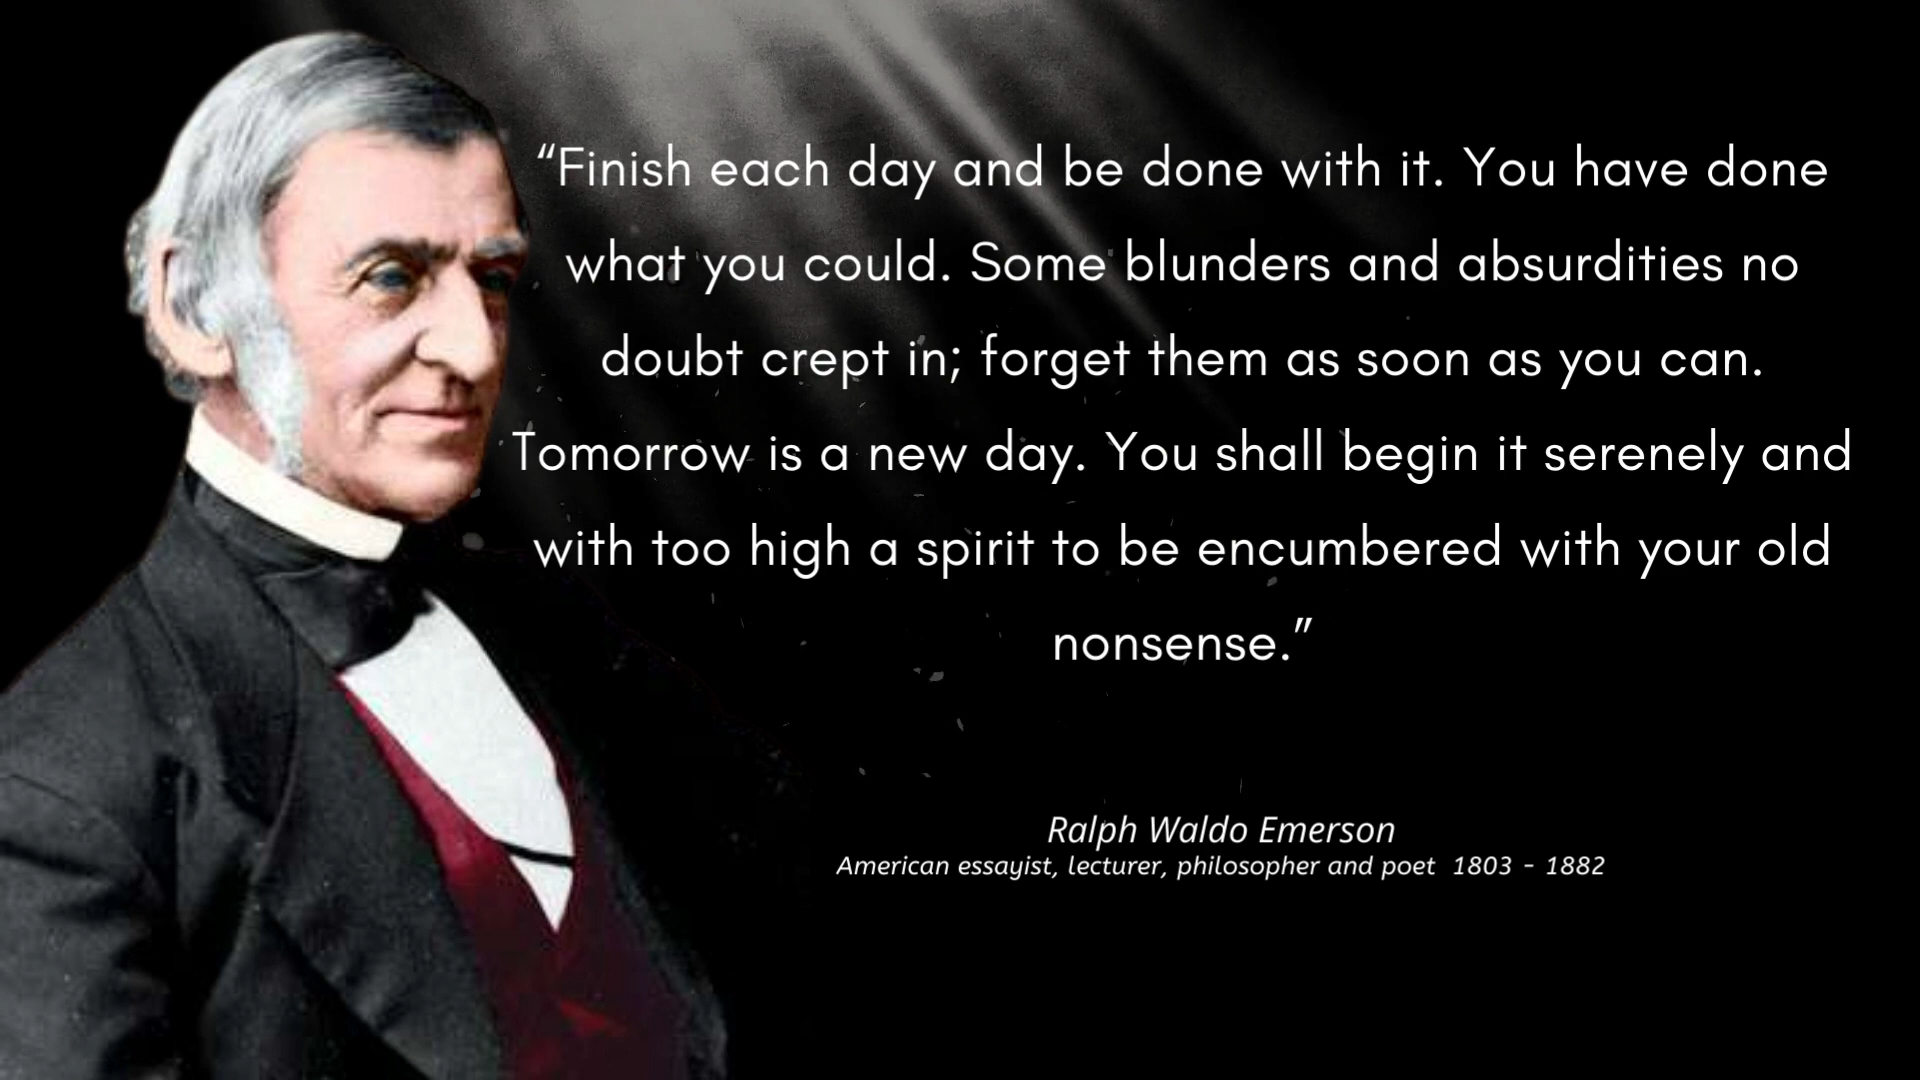 “Finish each day and be done with it. You have done
what you could. Some blunders and absurdities no
doubt crept in; forget them as soon as you can.
Tomorrow is a new day. You shall begin it serenely and
with too high a spirit to be encumbered with your old
nonsense.”
Ralph Waldo Emerson
American essayist, lecturer, philosopher and poet 1803 - 1882